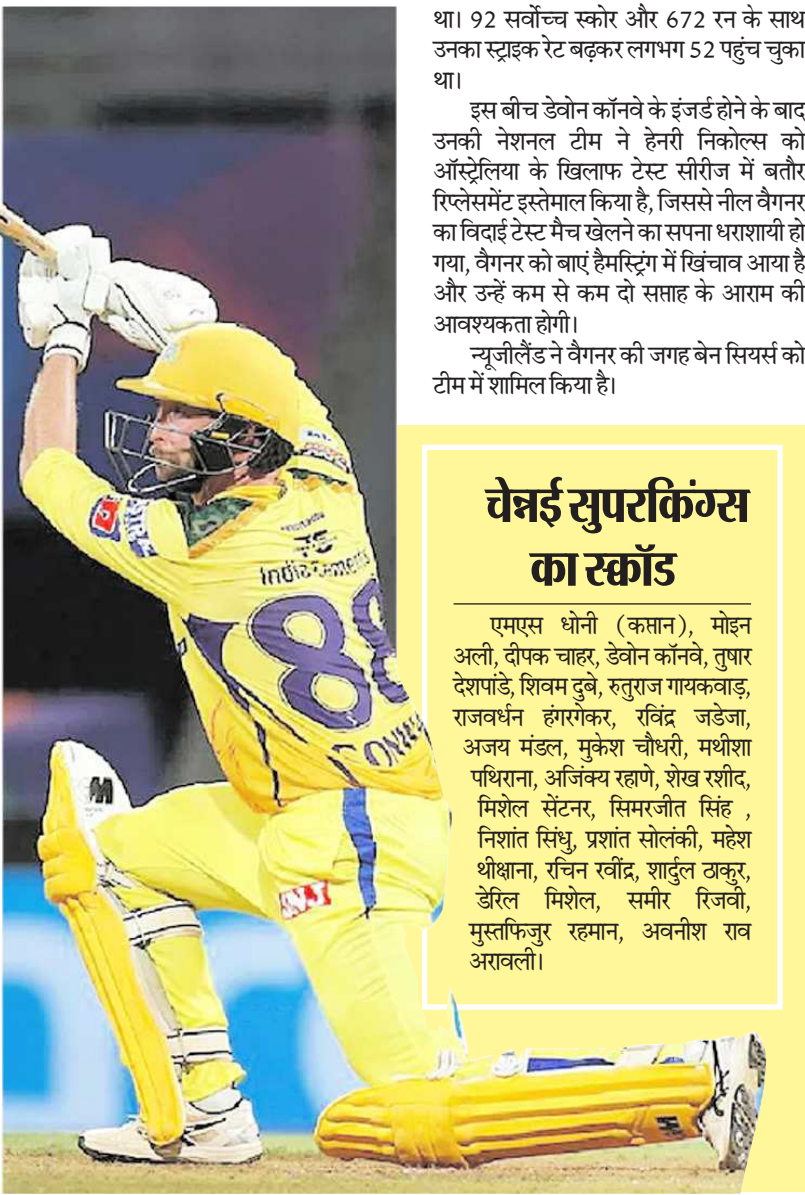 था। 92 सर्वोच्च स्कोर और 672 रन के साथ
उनका स्ट्राइक रेट बढ़कर लगभग 52 पहुंच चुका
था।
इस बीच डेवोन कॉनवे के इंजर्ड होने के बाद
उनकी नेशनल टीम ने हेनरी निकोल्स को
ऑस्ट्रेलिया के खिलाफ टेस्ट सीरीज में बतौर
रिप्लेसमेंट इस्तेमाल किया है, जिससे नील वैगनर
का विदाई टेस्ट मैच खेलने का सपना धराशायी हो
गया, वैगनर को बाएं हैमस्ट्रिंग में खिंचाव आया है
और उन्हें कम से कम दो सप्ताह के आराम की
आवश्यकता होगी।
न्यूजीलैंड ने वैगनर की जगह बेन सियर्स को
टीम में शामिल किया है।
चेन्नई सुपरकिंग्स
का स्क्वॉड
एमएस धोनी (कप्तान), मोइन
अली, दीपक चाहर, डेवोन कॉनवे, तुषार
देशपांडे, शिवम दुबे, रुतुराज गायकवाड़,
राजवर्धन हंगरगेकर, रविंद्र जडेजा,
अजय मंडल, मुकेश चौधरी, मथीशा
पथिराना, अजिंक्य रहाणे, शेख रशीद,
मिशेल सेंटनर, सिमरजीत सिंह ,
निशांत सिंधु, प्रशांत सोलंकी, महेश
थीक्षाना, रचिन रवींद्र, शार्दुल ठाकुर,
डेरिल मिशेल, समीर रिजवी,
मुस्तफिजुर रहमान, अवनीश राव
अरावली।
India Cements
88